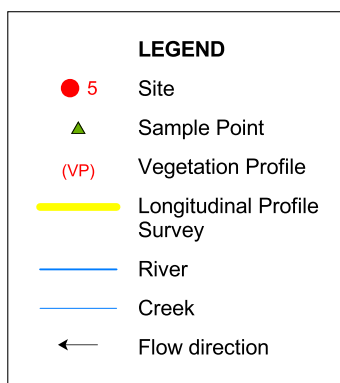 LEGEND
5 Site
Sample Point
(VP) Vegetation Profile
Longitudinal Profile
Survey
River
Creek
Flow direction